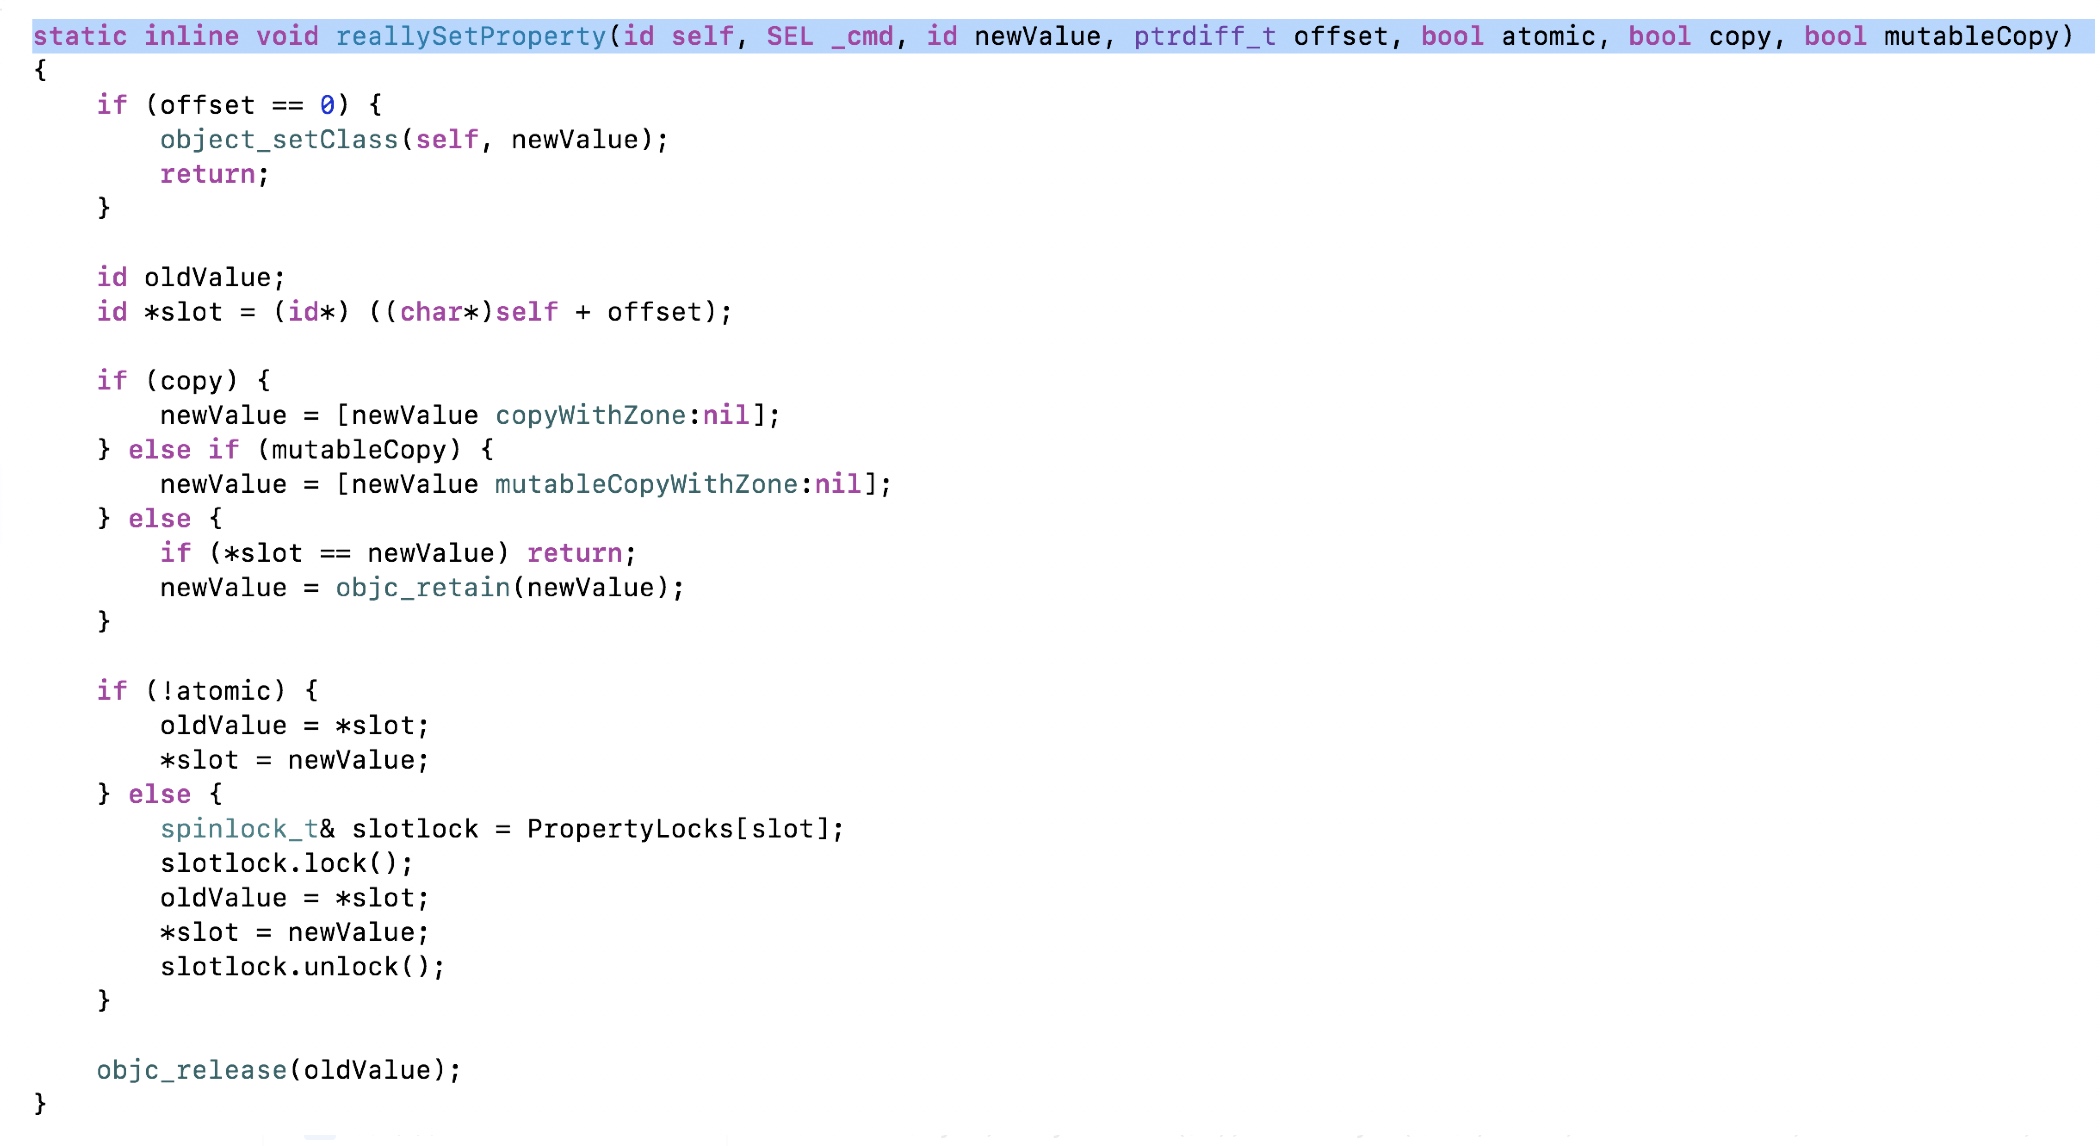 static inline void reallySetProperty(id self, SEL _cmd, id newValue, ptrdiff_t offset, bool atomic, bool copy, bool mutableCopy)
{
    if (offset == 0) {
        object_setClass(self, newValue);
        return;
    }

    id oldValue;
    id *slot = (id*) ((char*)self + offset);

    if (copy) {
        newValue = [newValue copyWithZone:nil];
    } else if (mutableCopy) {
        newValue = [newValue mutableCopyWithZone:nil];
    } else {
        if (*slot == newValue) return;
        newValue = objc_retain(newValue);
    }

    if (!atomic) {
        oldValue = *slot;
        *slot = newValue;
    } else {
        spinlock_t& slotlock = PropertyLocks[slot];
        slotlock.lock();
        oldValue = *slot;
        *slot = newValue;
        slotlock.unlock();
    }

    objc_release(oldValue);
}